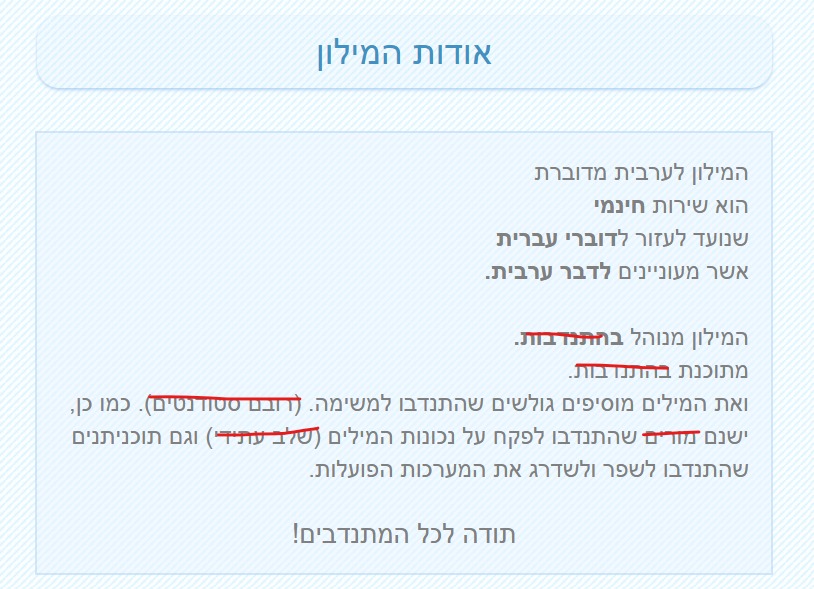 אודות המילון
המילון לערבית מדוברת
הוא שירות חינמי
שנועד לעזור לדוברי עברית
אשר מעוניינים לדבר ערבית.
המילון מנוהל בהתנדבות.
מתוכנת בהתנדבות.
ואת המילים מוסיפים גולשים שהתנדבו למשימה. (רובם סטודנטים). כמו כן,
ישנם מורים שהתנדבו לפקח על נכונות המילים (שלב עתידי) וגם תוכניתנים
שהתנדבו לשפר ולשדרג את המערכות הפועלות.
תודה לכל המתנדבים!